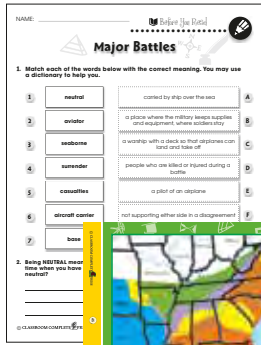 NAME:
Before You Read
Major Battles
1. Match each of the words below with the correct meaning. You may use
a dictionary to help you.
1 neutral carried by ship over the sea A
2 aviator a place where the military keeps supplies
and equipment, where soldiers stay B
3 seaborne a warship with a deck so that airplanes can
land and take off C
4 surrender people who are killed or injured during a
battle D
5 casualties a pilot of an airplane E
6 aircraft carrier not supporting either side in a disagreement F
7 base
2. Being NEUTRAL
time when you have
neutral?
© CLASSROOM COMPLETE